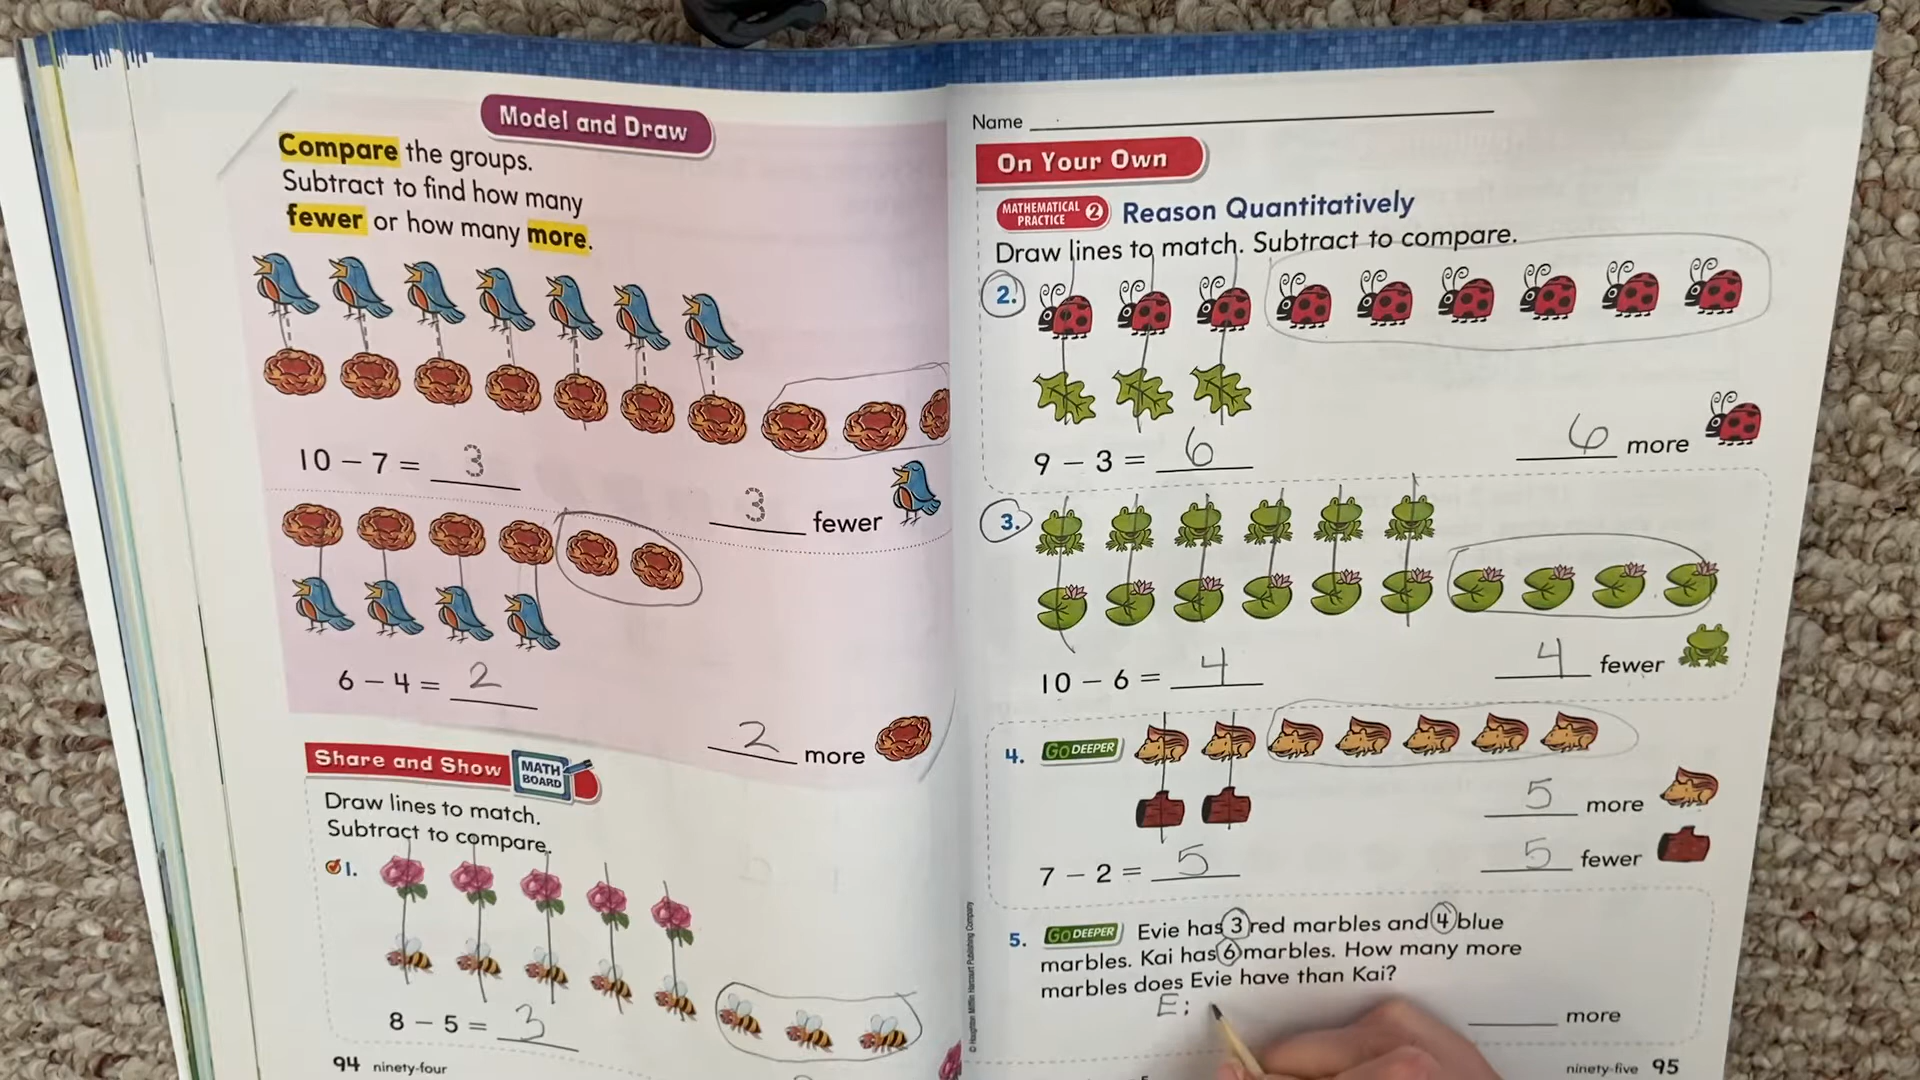 Model and Draw
Compare the groups.
Subtract to find how many
fewer or how many more.
10 – 7 = 3
3 fewer
6 – 4 = 2
2 more
Share and Show MATH BOARD
Draw lines to match.
Subtract to compare.
1.
8 – 5 = 3
94 ninety-four
Name
On Your Own
MATHEMATICAL PRACTICE 2 Reason Quantitatively
Draw lines to match. Subtract to compare.
2.
9 – 3 = 6
6 more
3.
10 – 6 = 4
4 fewer
4. Go DEEPER
5 more
7 – 2 = 5
5 fewer
5. Go DEEPER Evie has 3 red marbles and 4 blue
marbles. Kai has 6 marbles. How many more
marbles does Evie have than Kai?
E:
more
© Houghton Mifflin Harcourt Publishing Company
ninety-five 95